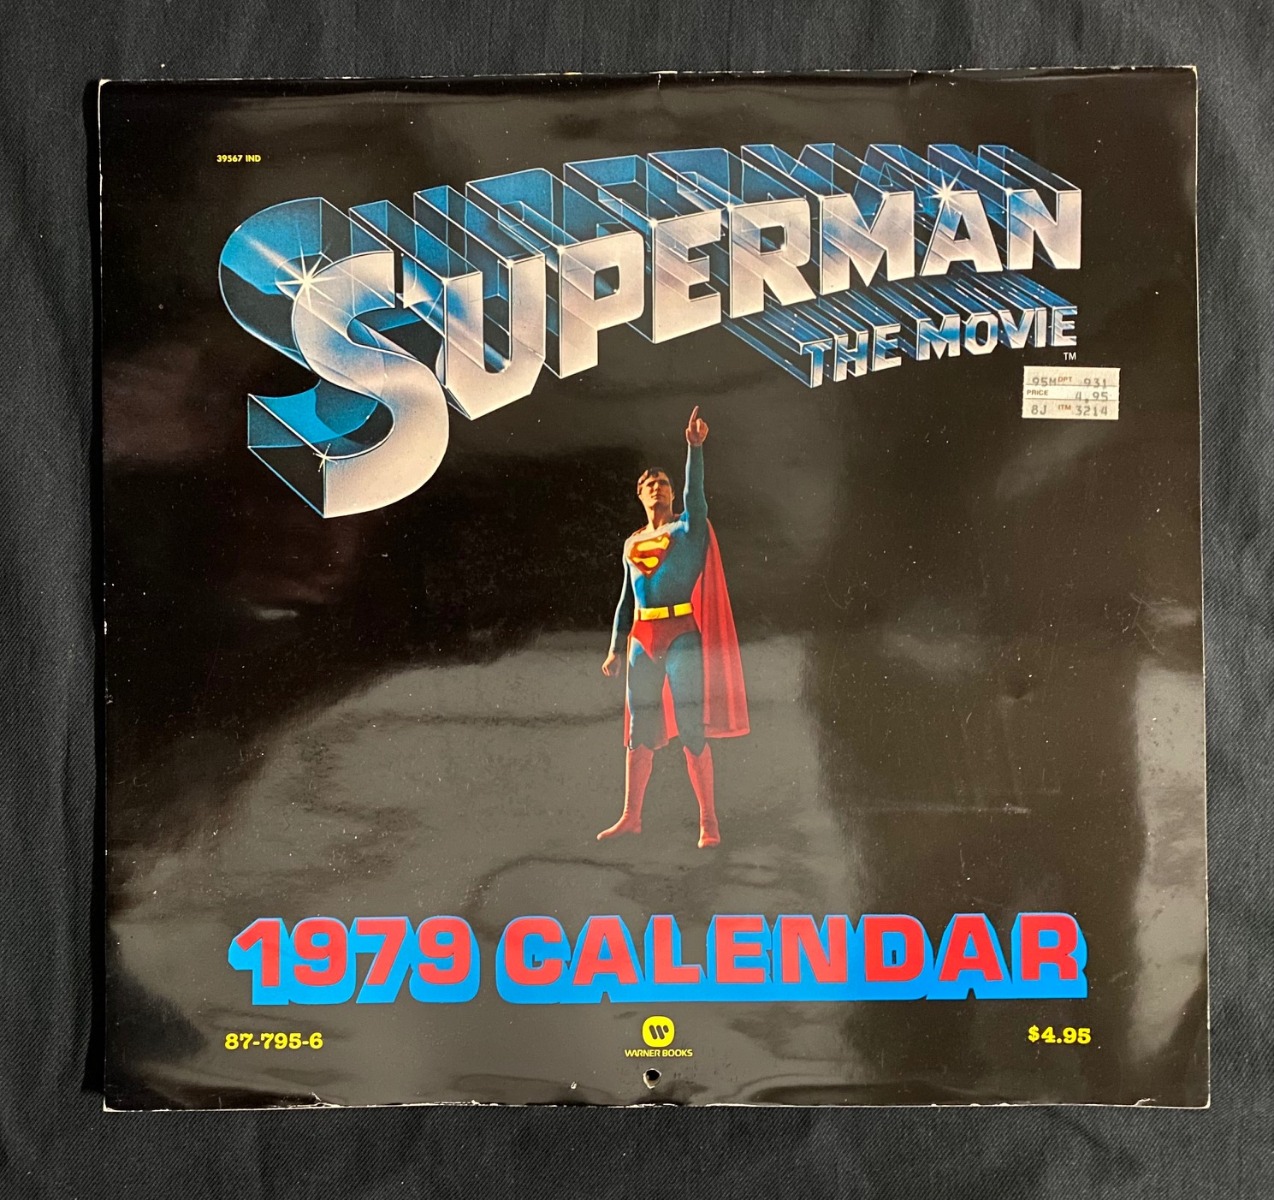 39567 IND
SUPERMAN
THE MOVIE
TM
95M DPT 931
PRICE 4.95
8J ITM 3214
S
1979 CALENDAR
87-795-6
W
WARNER BOOKS
$4.95